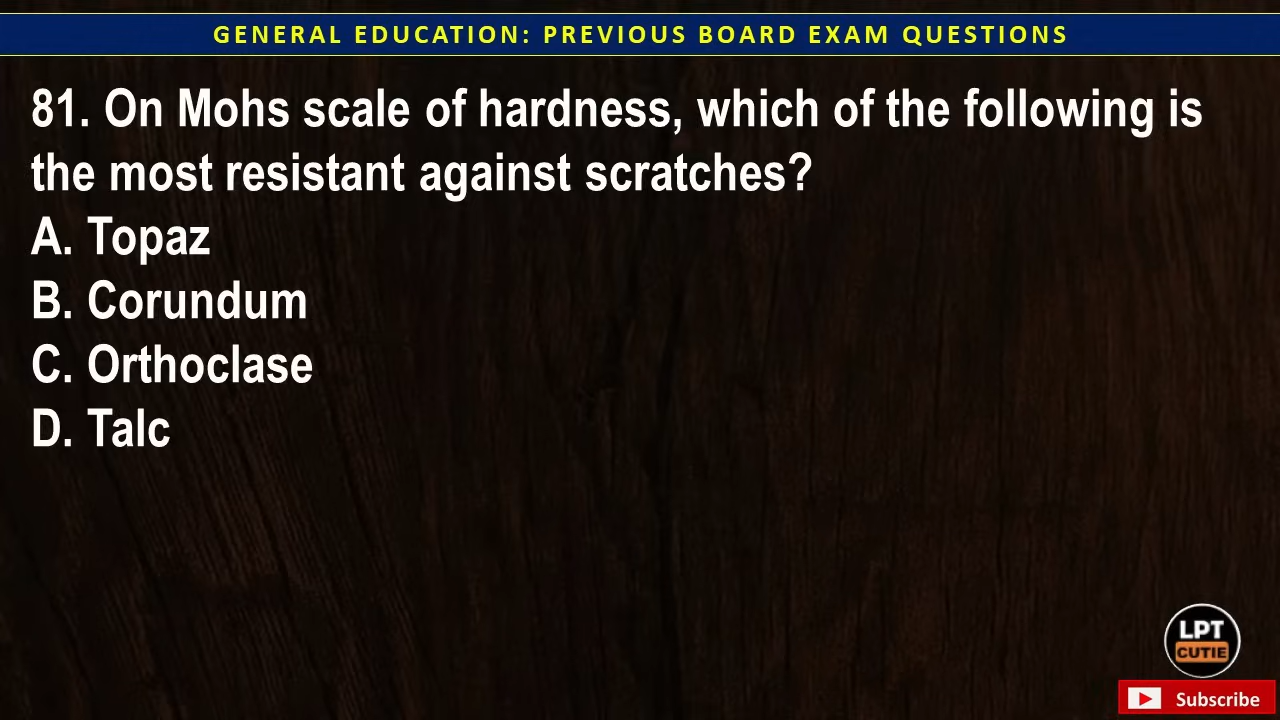 GENERAL EDUCATION: PREVIOUS BOARD EXAM QUESTIONS
81. On Mohs scale of hardness, which of the following is
the most resistant against scratches?
A. Topaz
B. Corundum
C. Orthoclase
D. Talc
LPT
CUTIE
Subscribe